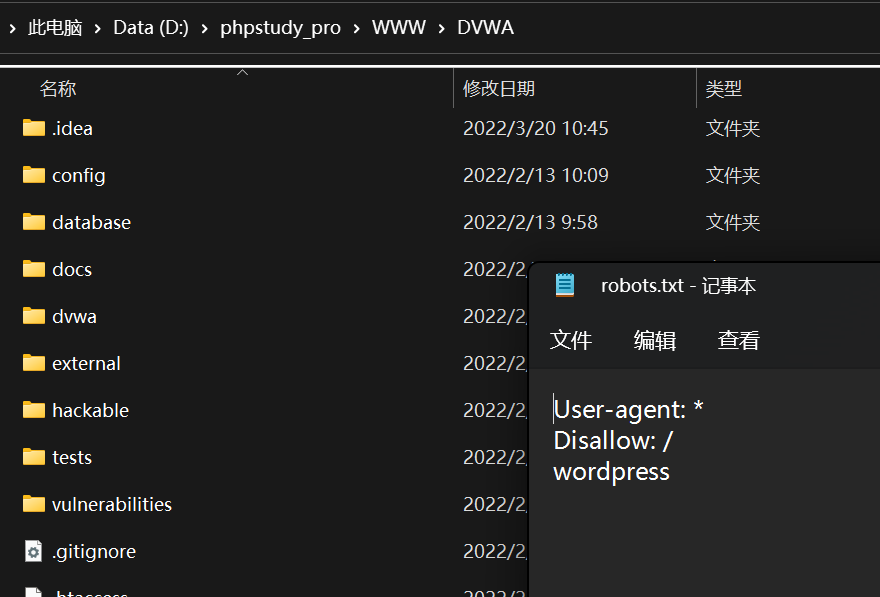 此电脑 Data (D:) phpstudy_pro WWW DVWA
名称 修改日期 类型
.idea 2022/3/20 10:45 文件夹
config 2022/2/13 10:09 文件夹
database 2022/2/13 9:58 文件夹
docs 2022/2
dvwa 2022/2
external 2022/2
hackable 2022/2
tests 2022/2
vulnerabilities 2022/2
.gitignore 2022/2
robots.txt - 记事本
文件 编辑 查看
User-agent: *
Disallow: /
wordpress